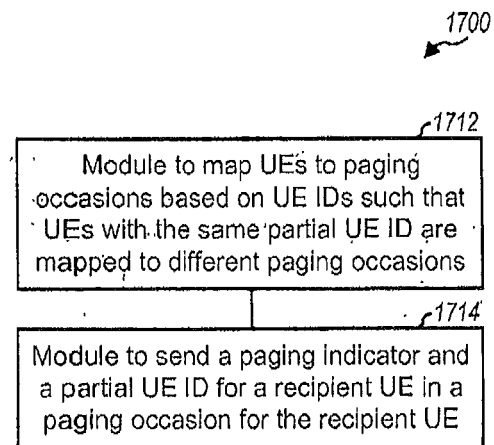 1700
1712
Module to map UEs to paging
occasions based on UE IDs such that
UEs with the same partial UE ID are
mapped to different paging occasions
1714
Module to send a paging indicator and
a partial UE ID for a recipient UE in a
paging occasion for the recipient UE